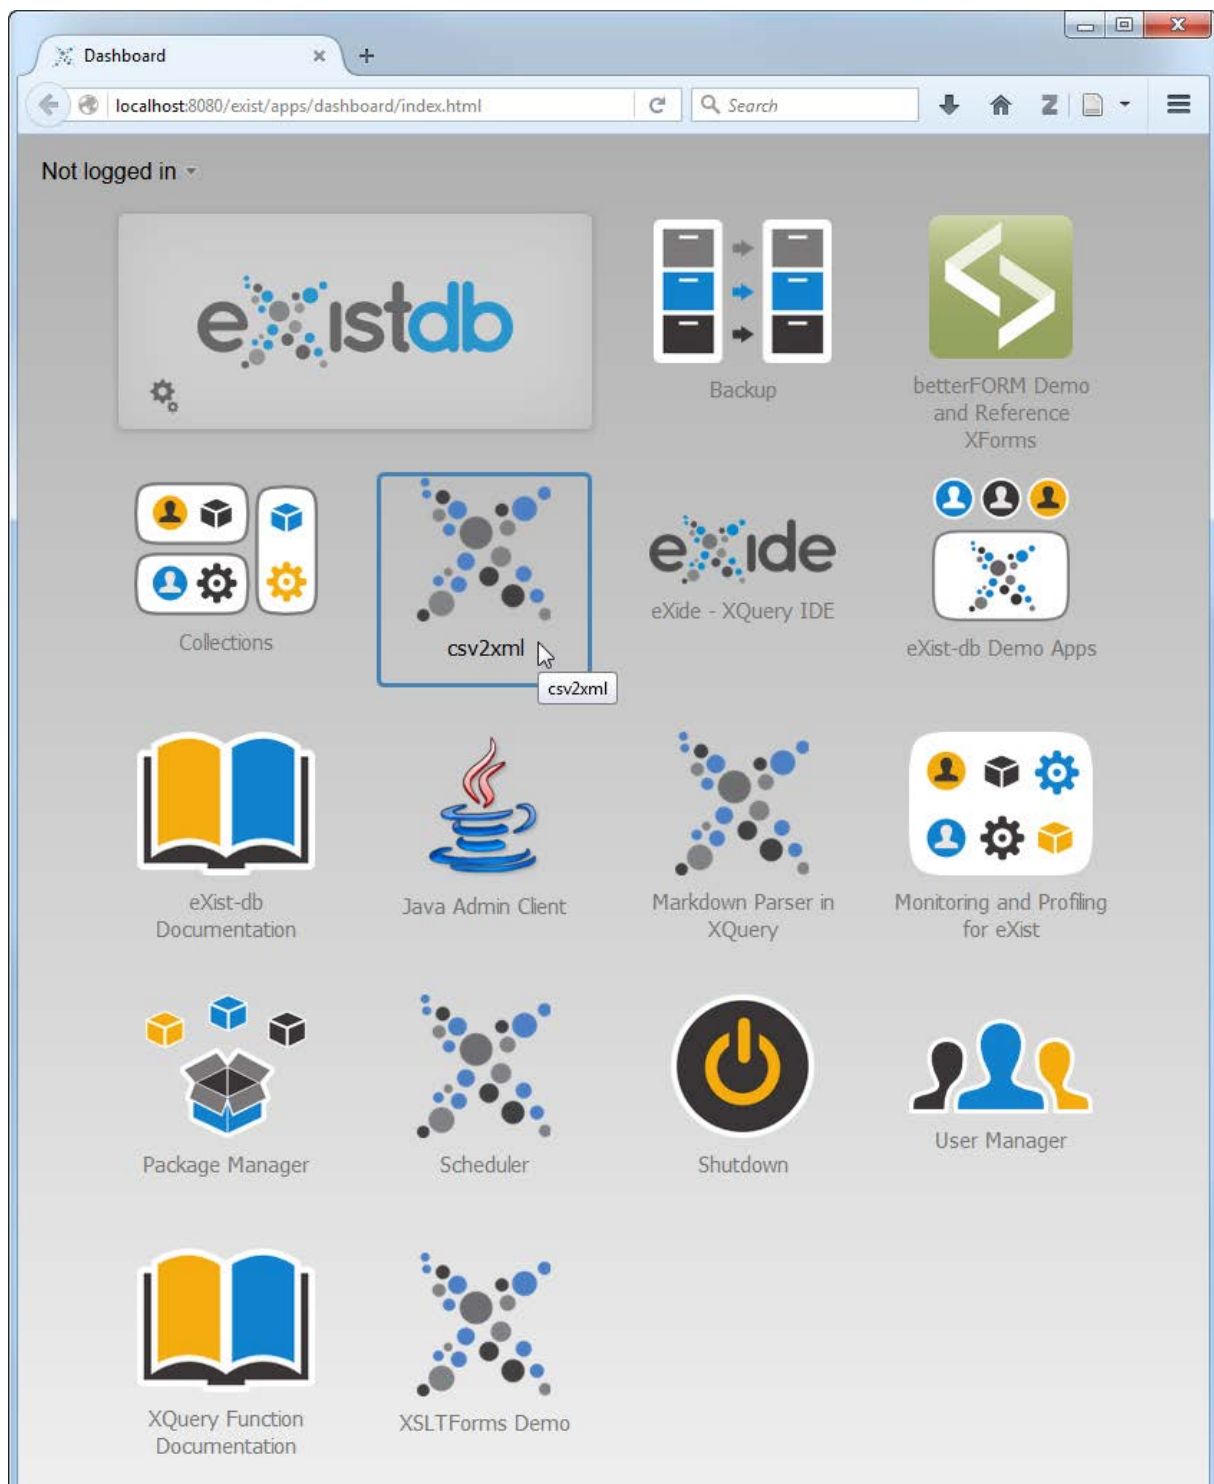 Dashboard
localhost:8080/exist/apps/dashboard/index.html
Search
Z
Not logged in
eXistdb
Backup
betterFORM Demo
and Reference
XForms
Collections
csv2xml
csv2xml
eXide
eXide - XQuery IDE
eXist-db Demo Apps
eXist-db
Documentation
Java Admin Client
Markdown Parser in
XQuery
Monitoring and Profiling
for eXist
Package Manager
Scheduler
Shutdown
User Manager
XQuery Function
Documentation
XSLTForms Demo